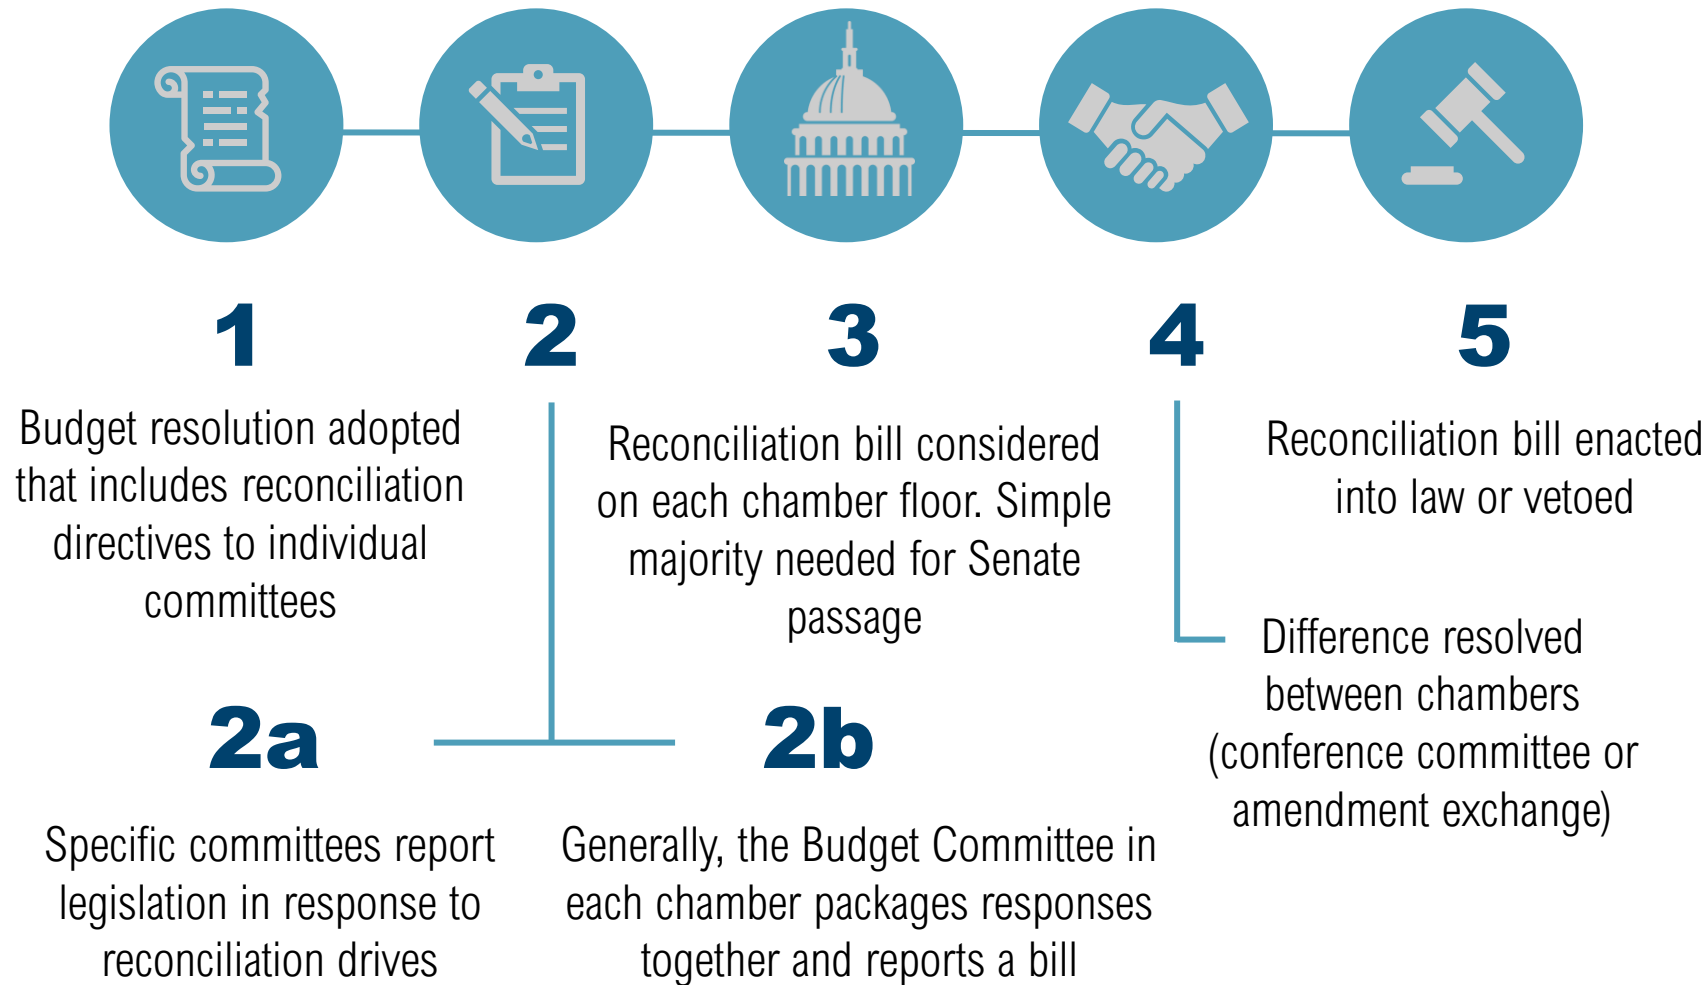 1
Budget resolution adopted
that includes reconciliation
directives to individual
committees
2
2a
Specific committees report
legislation in response to
reconciliation drives
2b
Generally, the Budget Committee in
each chamber packages responses
together and reports a bill
3
Reconciliation bill considered
on each chamber floor. Simple
majority needed for Senate
passage
4
Difference resolved
between chambers
(conference committee or
amendment exchange)
5
Reconciliation bill enacted
into law or vetoed